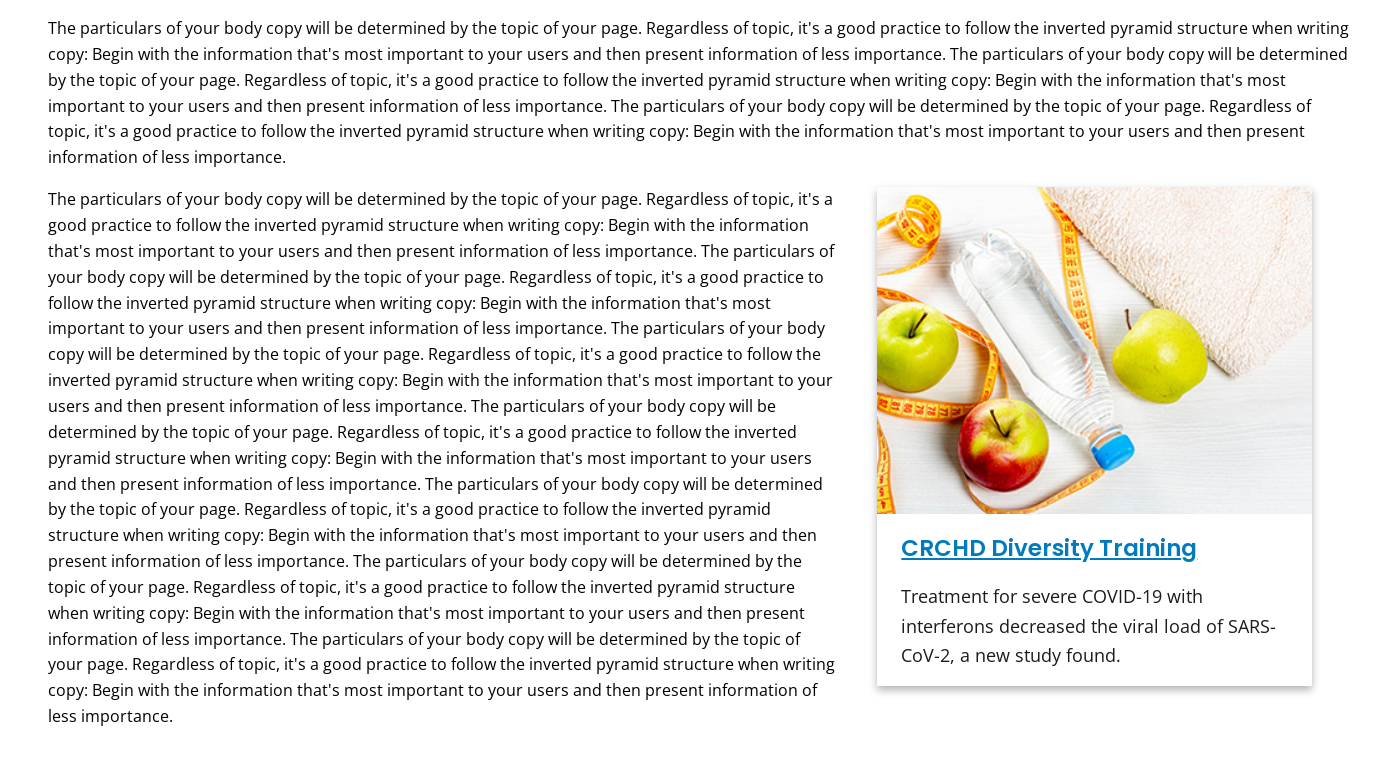 The particulars of your body copy will be determined by the topic of your page. Regardless of topic, it's a good practice to follow the inverted pyramid structure when writing
copy: Begin with the information that's most important to your users and then present information of less importance. The particulars of your body copy will be determined
by the topic of your page. Regardless of topic, it's a good practice to follow the inverted pyramid structure when writing copy: Begin with the information that's most
important to your users and then present information of less importance. The particulars of your body copy will be determined by the topic of your page. Regardless of
topic, it's a good practice to follow the inverted pyramid structure when writing copy: Begin with the information that's most important to your users and then present
information of less importance.
The particulars of your body copy will be determined by the topic of your page. Regardless of topic, it's a
good practice to follow the inverted pyramid structure when writing copy: Begin with the information
that's most important to your users and then present information of less importance. The particulars of
your body copy will be determined by the topic of your page. Regardless of topic, it's a good practice to
follow the inverted pyramid structure when writing copy: Begin with the information that's most
important to your users and then present information of less importance. The particulars of your body
copy will be determined by the topic of your page. Regardless of topic, it's a good practice to follow the
inverted pyramid structure when writing copy: Begin with the information that's most important to your
users and then present information of less importance. The particulars of your body copy will be
determined by the topic of your page. Regardless of topic, it's a good practice to follow the inverted
pyramid structure when writing copy: Begin with the information that's most important to your users
and then present information of less importance. The particulars of your body copy will be determined
by the topic of your page. Regardless of topic, it's a good practice to follow the inverted pyramid
structure when writing copy: Begin with the information that's most important to your users and then
present information of less importance. The particulars of your body copy will be determined by the
topic of your page. Regardless of topic, it's a good practice to follow the inverted pyramid structure
when writing copy: Begin with the information that's most important to your users and then present
information of less importance. The particulars of your body copy will be determined by the topic of
your page. Regardless of topic, it's a good practice to follow the inverted pyramid structure when writing
copy: Begin with the information that's most important to your users and then present information of
less importance.
CRCHD Diversity Training
Treatment for severe COVID-19 with
interferons decreased the viral load of SARS-
CoV-2, a new study found.